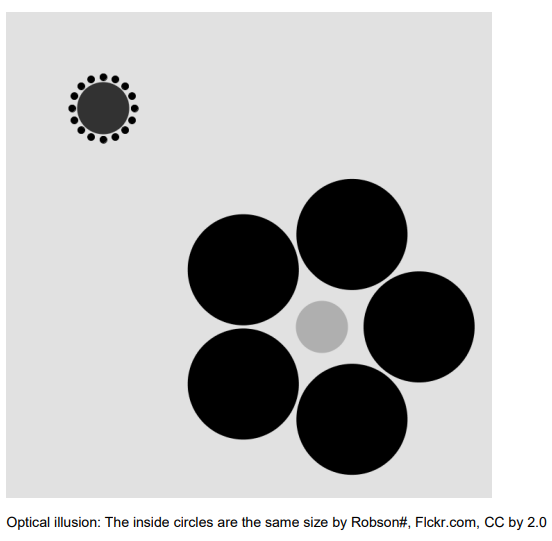 Optical illusion: The inside circles are the same size by Robson#, Flckr.com, CC by 2.0